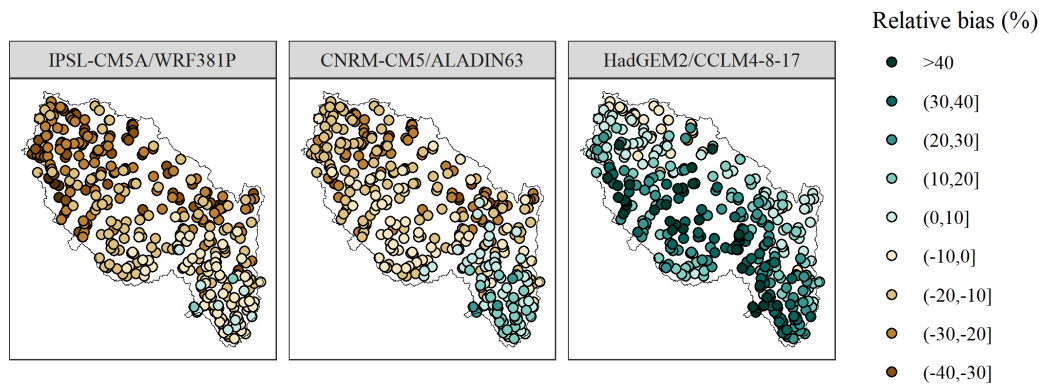 Relative bias (%)
IPSL-CM5A/WRF381P
CNRM-CM5/ALADIN63
HadGEM2/CCLM4-8-17
>40
(30,40]
(20,30]
(10,20]
(0,10]
(-10,0]
(-20,-10]
(-30,-20]
(-40,-30]